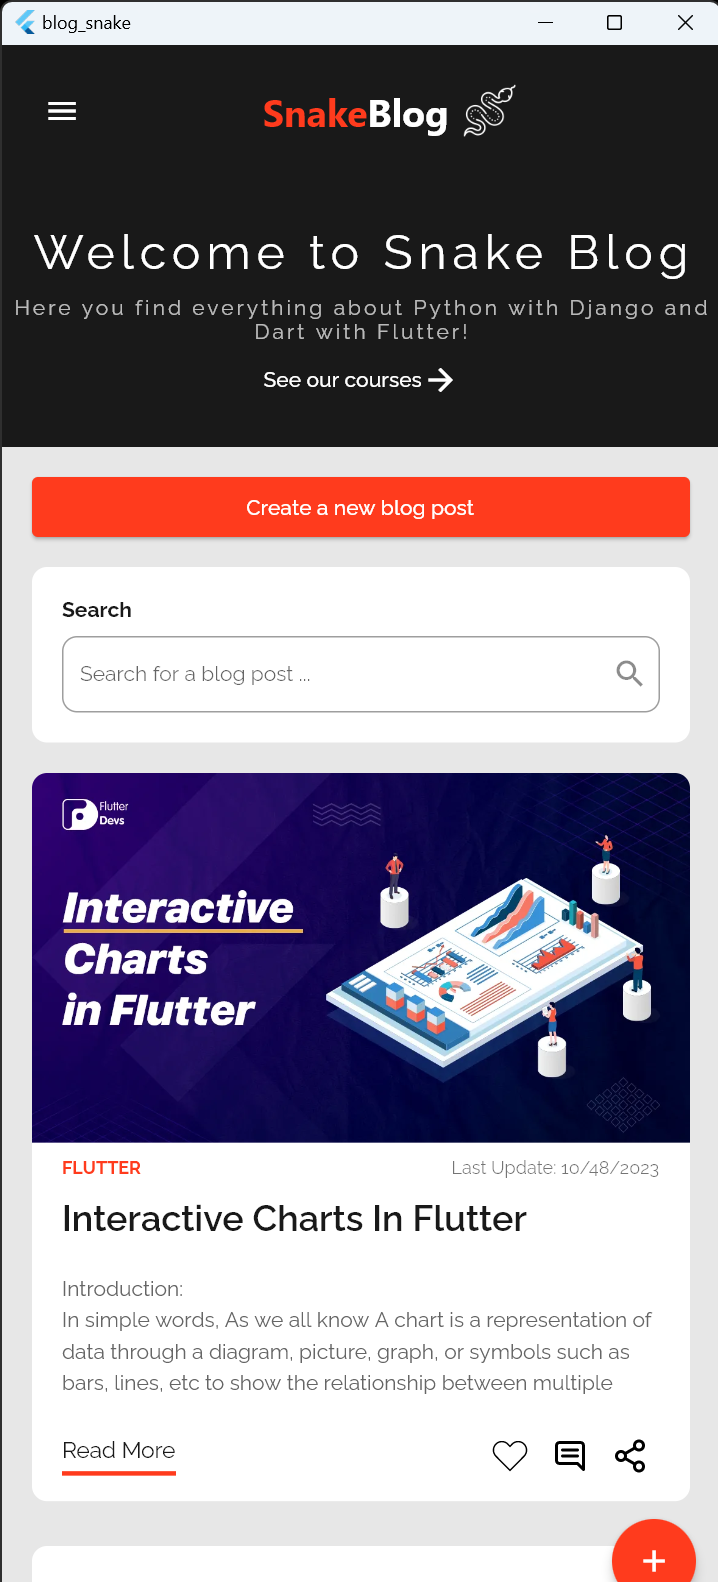 blog_snake
SnakeBlog
Welcome to Snake Blog
Here you find everything about Python with Django and
Dart with Flutter!
See our courses
Create a new blog post
Search
Search for a blog post ...
Flutter
Devs
Interactive
Charts
in Flutter
FLUTTER
Last Update: 10/48/2023
Interactive Charts In Flutter
Introduction:
In simple words, As we all know A chart is a representation of
data through a diagram, picture, graph, or symbols such as
bars, lines, etc to show the relationship between multiple
Read More